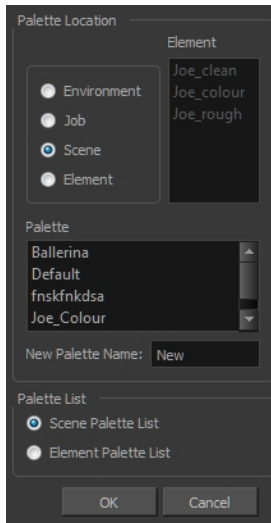 Palette Location
Element
Joe_clean
Joe_colour
Joe_rough
Environment
Job
Scene
Element
Palette
Ballerina
Default
fnskfnkdsa
Joe_Colour
New Palette Name: New
Palette List
Scene Palette List
Element Palette List
OK Cancel